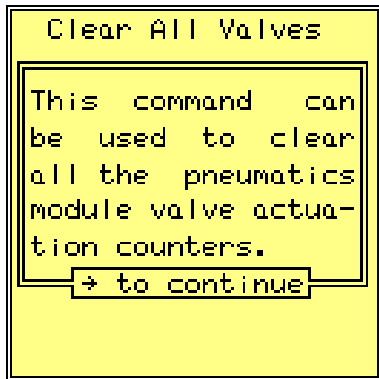 Clear All Valves
This command can
be used to clear
all the pneumatics
module valve actua-
tion counters.
→ to continue